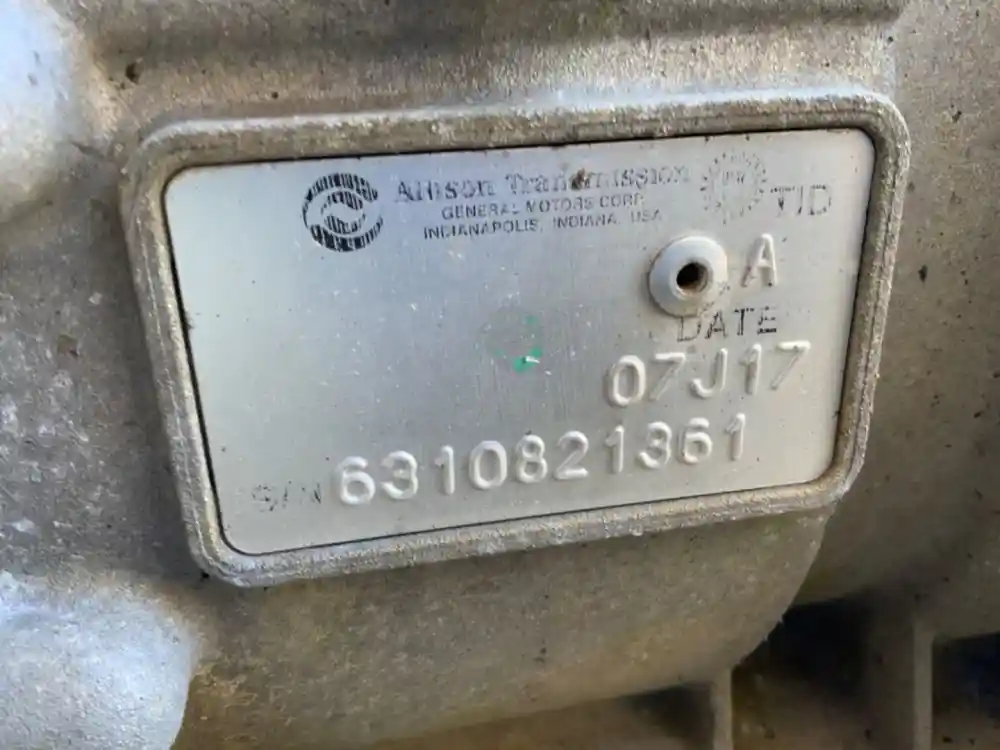 Allison Transmission
GENERAL MOTORS CORP.
INDIANAPOLIS, INDIANA, USA
TID
A
DATE
07J17
S/N 6310821361